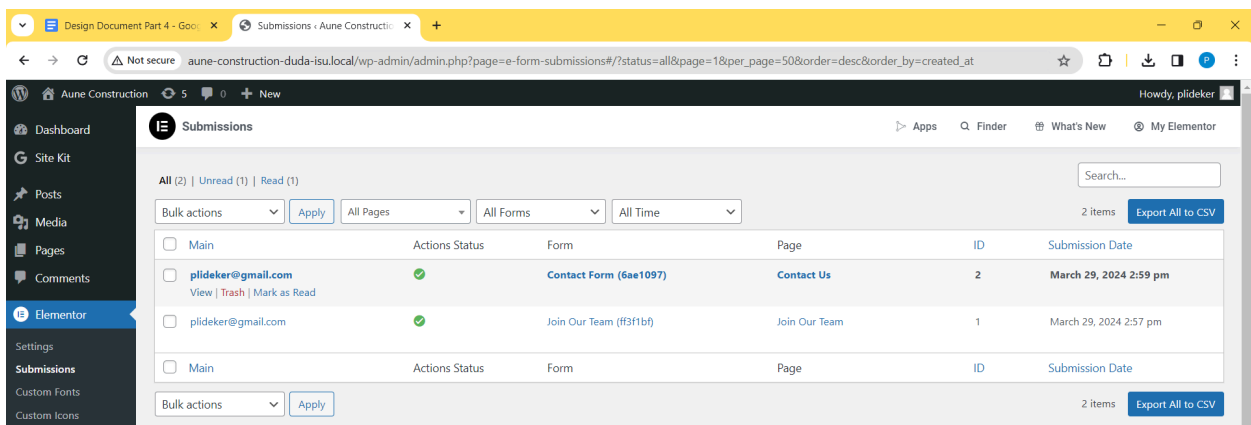 Design Document Part 4 - Goog
Submissions ‹ Aune Constructio
Not secure aune-construction-duda-isu.local/wp-admin/admin.php?page=e-form-submissions#/?status=all&page=1&per_page=50&order=desc&order_by=created_at
P
Aune Construction 5 0 + New Howdy, plideker
Dashboard
Site Kit
Posts
Media
Pages
Comments
Elementor
Settings
Submissions
Custom Fonts
Custom Icons
Submissions Apps Finder What's New My Elementor
All (2) | Unread (1) | Read (1) Search...
Bulk actions Apply All Pages All Forms All Time 2 items Export All to CSV
Main Actions Status Form Page ID Submission Date
plideker@gmail.com Contact Form (6ae1097) Contact Us 2 March 29, 2024 2:59 pm
View | Trash | Mark as Read
plideker@gmail.com Join Our Team (ff3f1bf) Join Our Team 1 March 29, 2024 2:57 pm
Main Actions Status Form Page ID Submission Date
Bulk actions Apply 2 items Export All to CSV